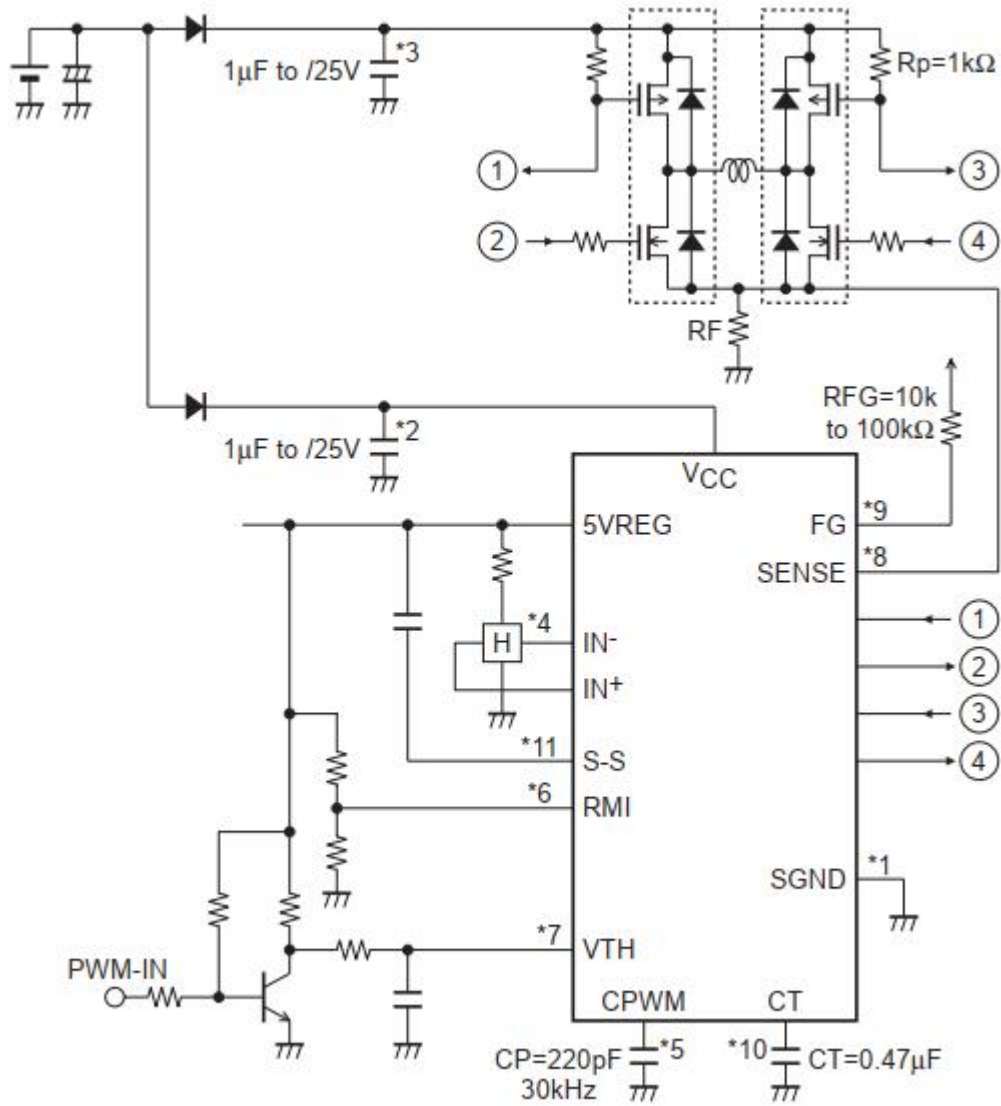 *3
1μF to /25V
Rp=1kΩ
1
3
2
4
RF
RFG=10k
to 100kΩ
*2
1μF to /25V
VCC
5VREG
FG
*9
SENSE
*8
H
*4
IN-
IN+
1
2
3
4
*11
S-S
*6
RMI
SGND
*1
*7
VTH
PWM-IN
CPWM
CT
CP=220pF
30kHz
*5
*10
CT=0.47μF